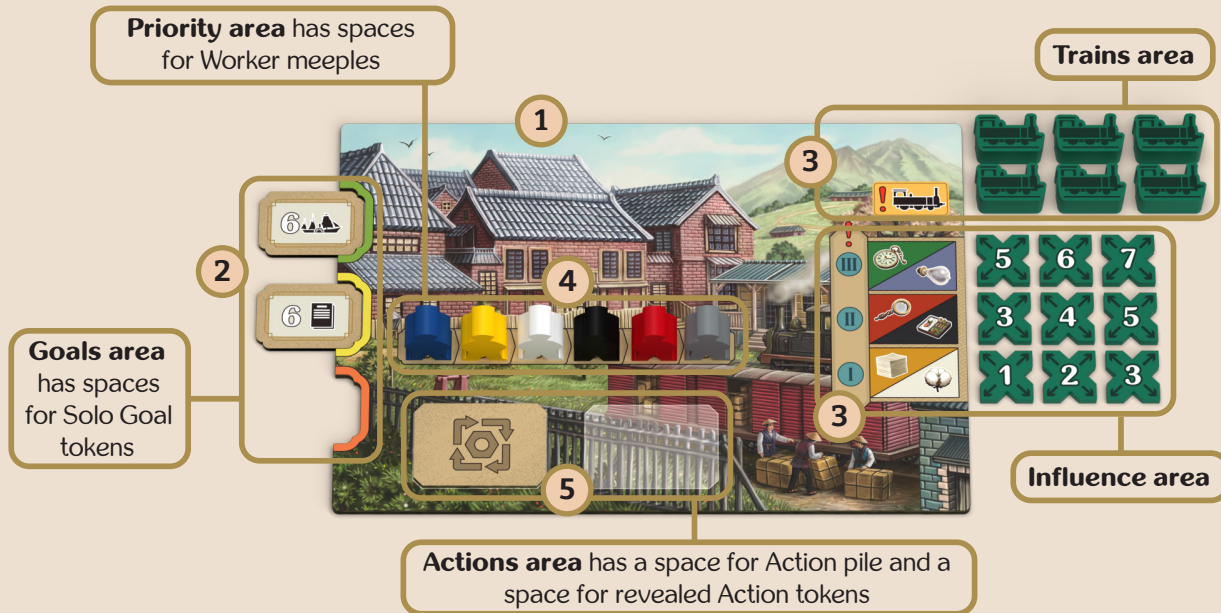 Priority area has spaces
for Worker meeples
Trains area
1
3
!
6
2
!
III
5 6 7
4
6
II
3 4 5
Goals area
has spaces
for Solo Goal
tokens
I
1 2 3
3
5
Influence area
Actions area has a space for Action pile and a
space for revealed Action tokens